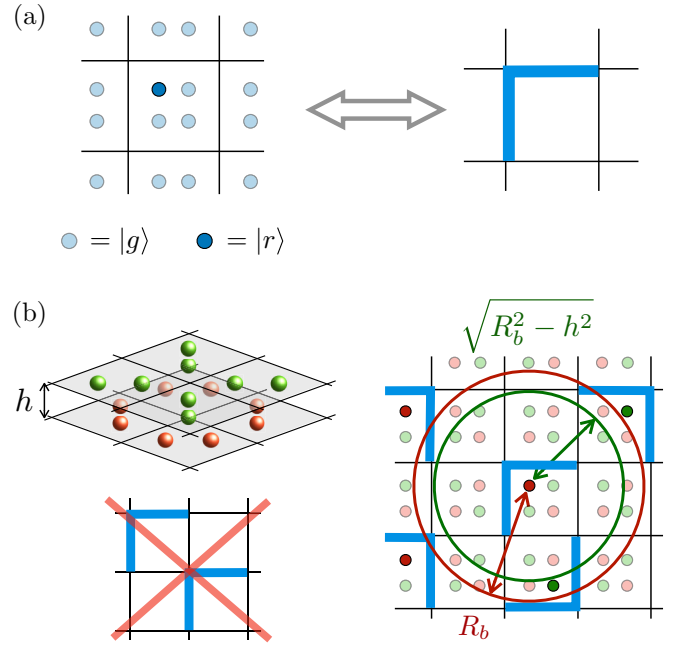 (a)
= |g⟩
= |r⟩
(b)
√(R_b^2 − h^2)
h
R_b